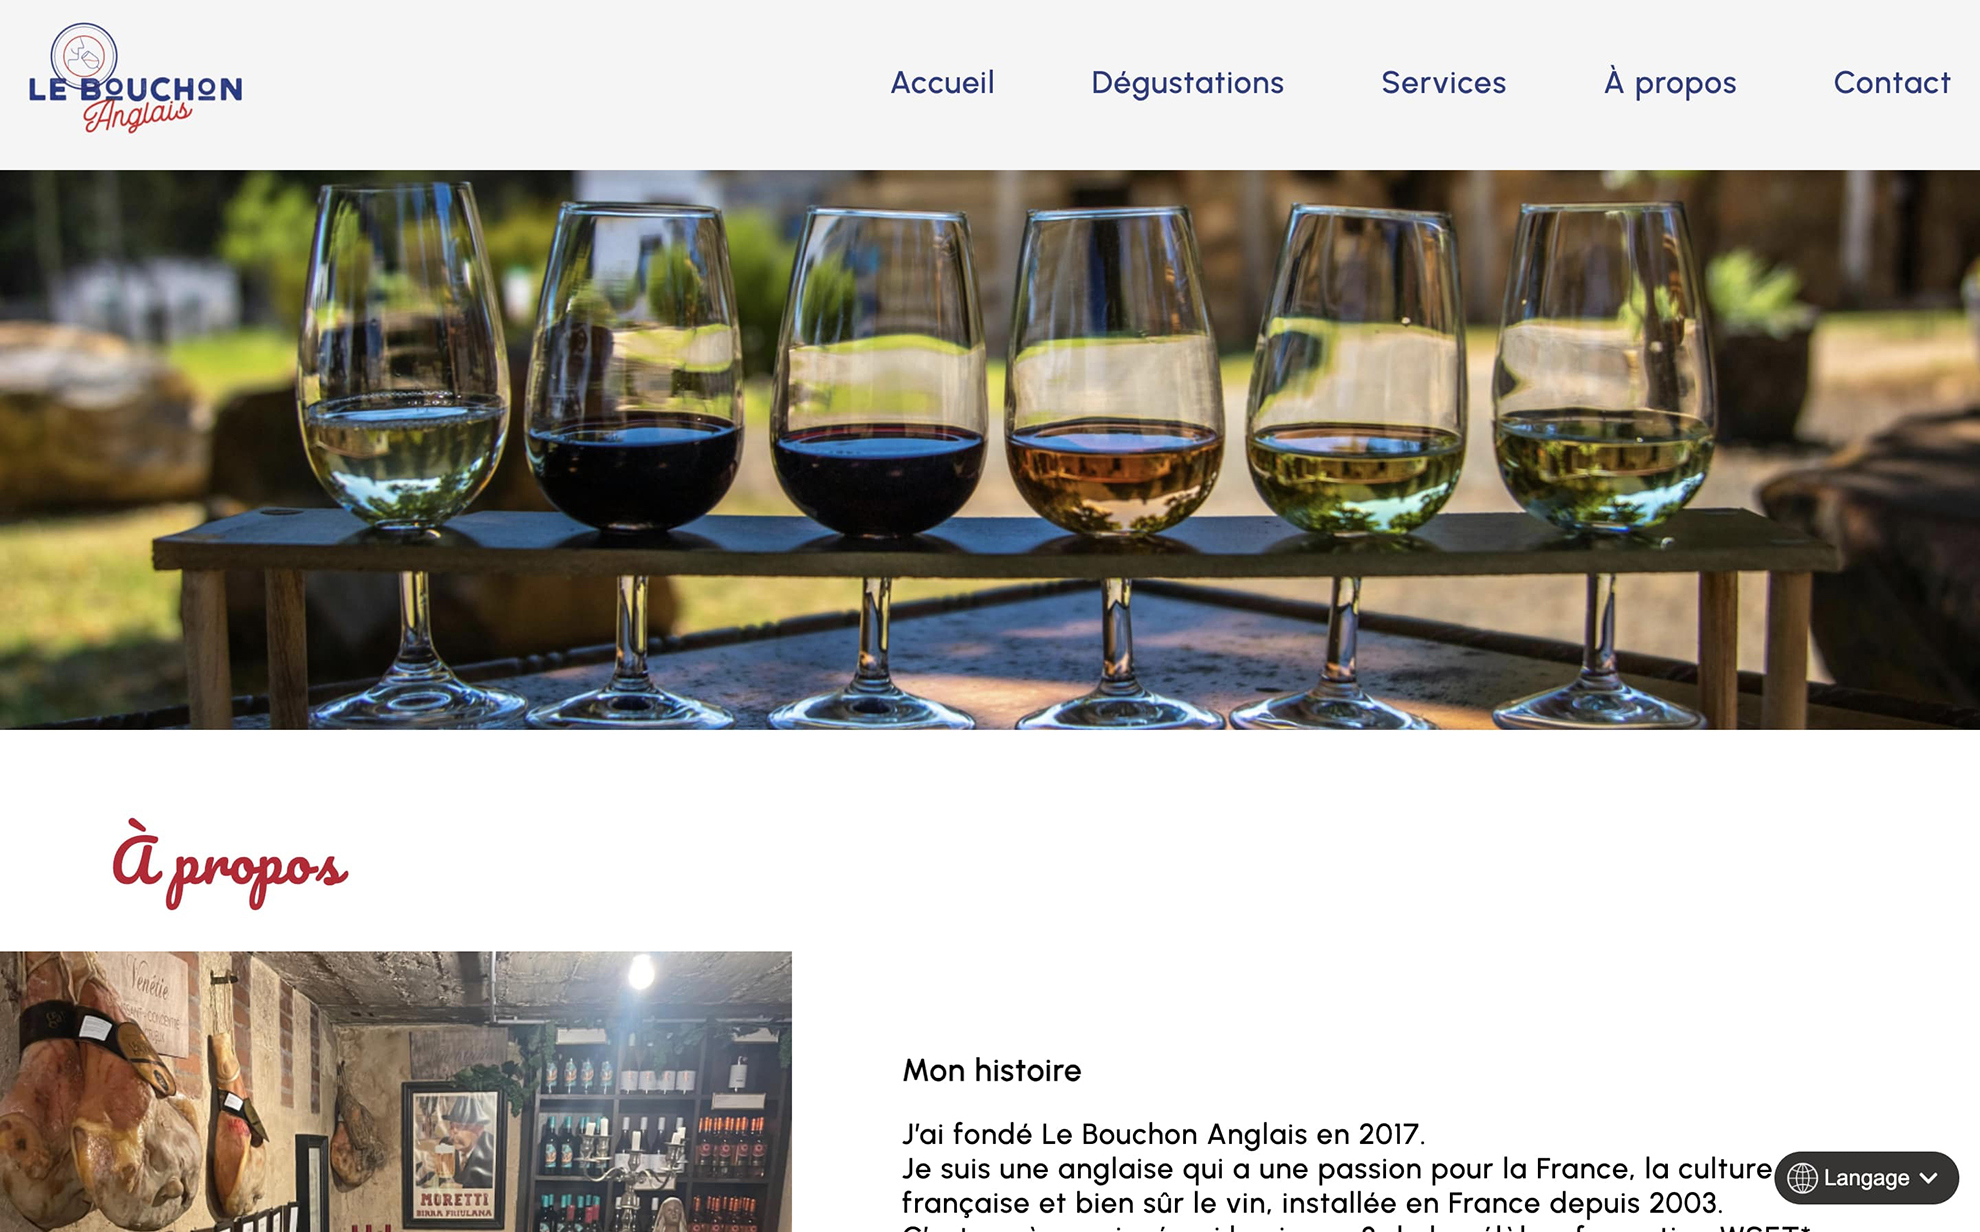 LE BOUCHON
Anglais
Accueil
Dégustations
Services
À propos
Contact
À propos
Venétie
MORETTI
BIRRA FRIULANA
Mon histoire
J'ai fondé Le Bouchon Anglais en 2017.
Je suis une anglaise qui a une passion pour la France, la culture
française et bien sûr le vin, installée en France depuis 2003.
Langage